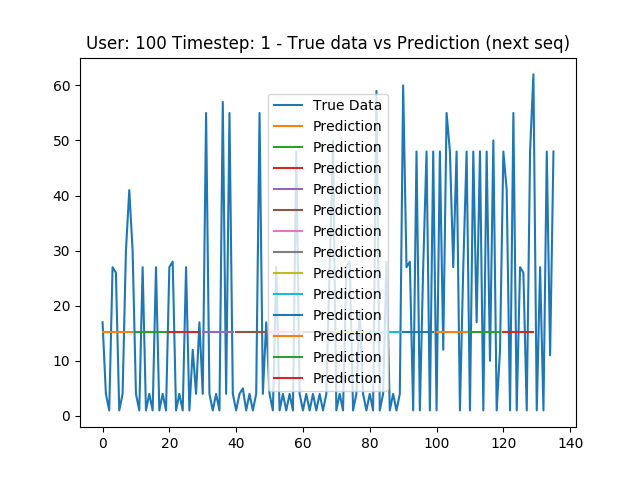 User: 100 Timestep: 1 - True data vs Prediction (next seq)
60
50
40
30
20
10
0
True Data
Prediction
Prediction
Prediction
Prediction
Prediction
Prediction
Prediction
Prediction
Prediction
Prediction
Prediction
Prediction
Prediction
0 20 40 60 80 100 120 140